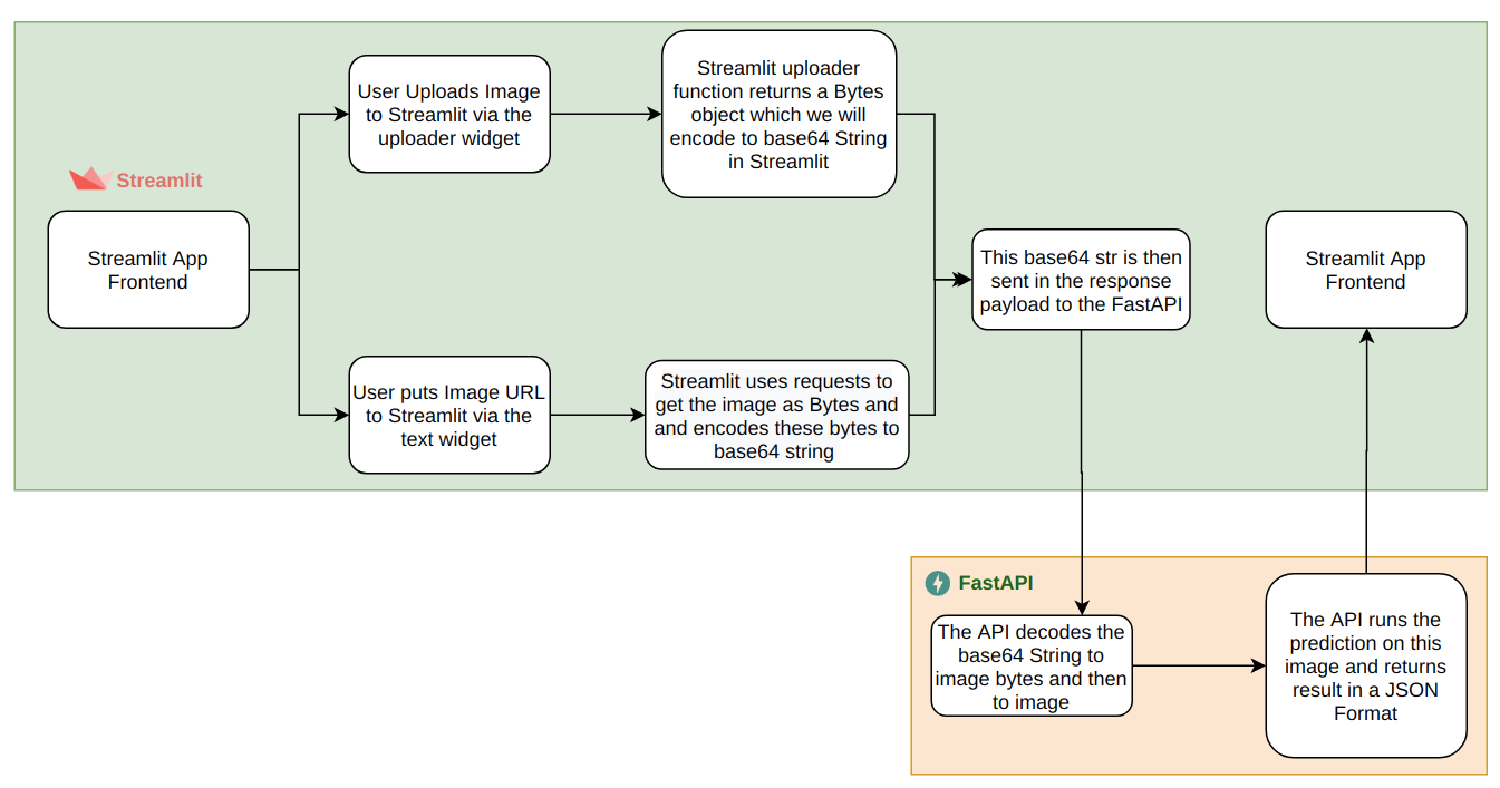 Streamlit
Streamlit App
Frontend
User Uploads Image
to Streamlit via the
uploader widget
Streamlit uploader
function returns a Bytes
object which we will
encode to base64 String
in Streamlit
User puts Image URL
to Streamlit via the
text widget
Streamlit uses requests to
get the image as Bytes and
and encodes these bytes to
base64 string
This base64 str is then
sent in the response
payload to the FastAPI
Streamlit App
Frontend
FastAPI
The API decodes the
base64 String to
image bytes and then
to image
The API runs the
prediction on this
image and returns
result in a JSON
Format